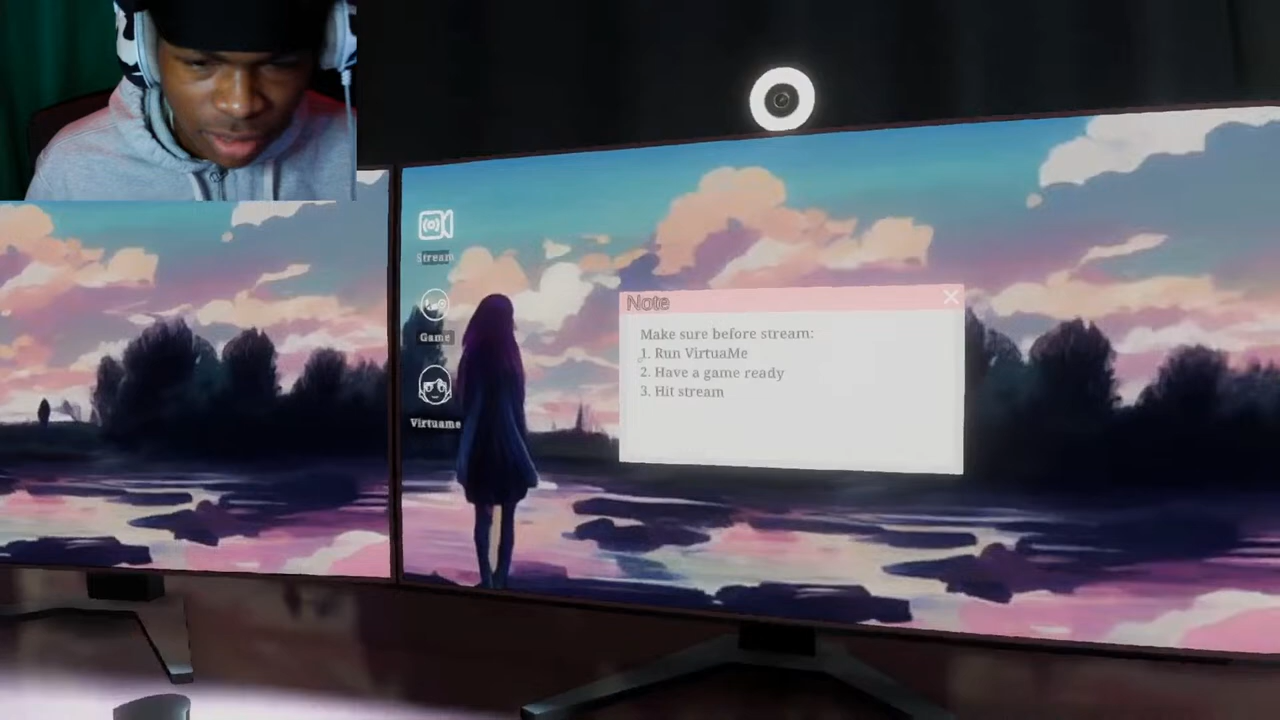 Stream
Game
Virtuame
Note
Make sure before stream:
1. Run VirtuaMe
2. Have a game ready
3. Hit stream